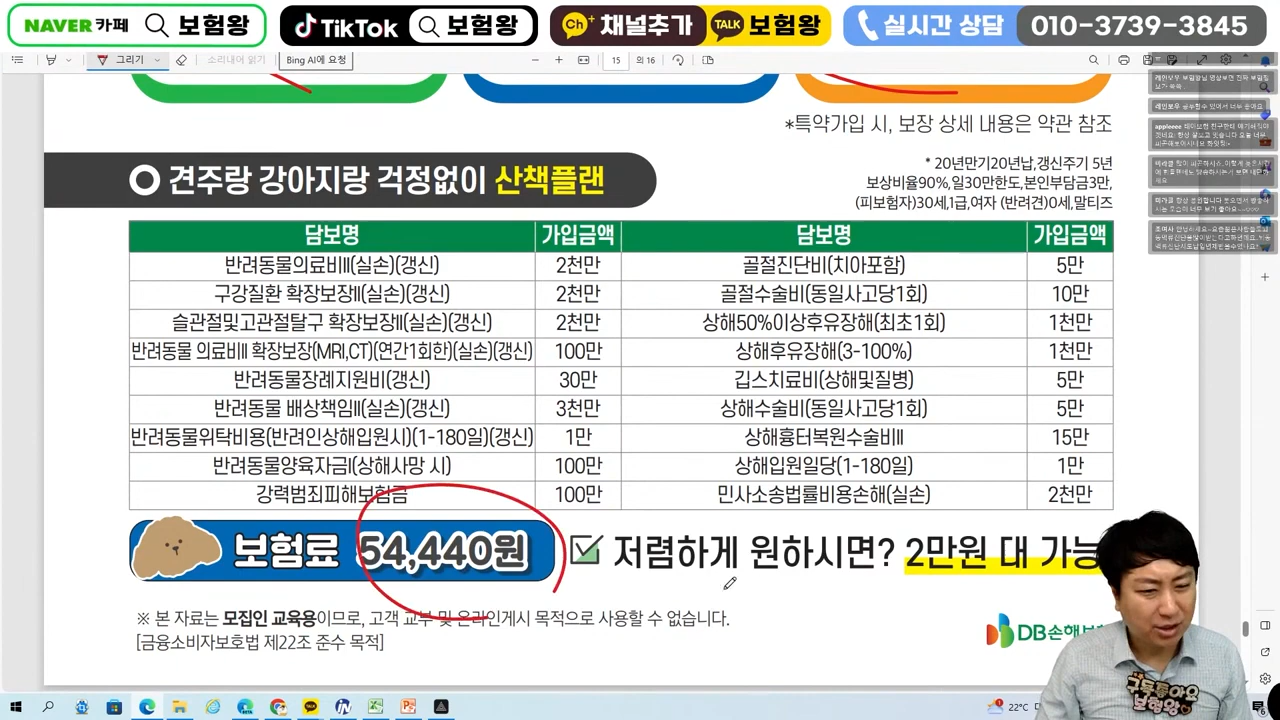 NAVER 카페 보험왕
TikTok 보험왕
Ch+ 채널추가 TALK 보험왕
실시간 상담 010-3739-3845
그리기
소리내어 읽기
Bing AI에 요청
15
의 16
*특약가입 시, 보장 상세 내용은 약관 참조
견주랑 강아지랑 걱정없이 산책플랜
* 20년만기20년납,갱신주기 5년
보상비율90%,일30만한도,본인부담금3만,
(피보험자)30세,1급,여자 (반려견)0세,말티즈
담보명 가입금액 담보명 가입금액
반려동물의료비II(실손)(갱신) 2천만 골절진단비(치아포함) 5만
구강질환 확장보장II(실손)(갱신) 2천만 골절수술비(동일사고당1회) 10만
슬관절및고관절탈구 확장보장II(실손)(갱신) 2천만 상해50%이상후유장해(최초1회) 1천만
반려동물 의료비II 확장보장(MRI,CT)(연간1회한)(실손)(갱신) 100만 상해후유장해(3-100%) 1천만
반려동물장례지원비(갱신) 30만 깁스치료비(상해및질병) 5만
반려동물 배상책임II(실손)(갱신) 3천만 상해수술비(동일사고당1회) 5만
반려동물위탁비용(반려인상해입원시)(1-180일)(갱신) 1만 상해흉터복원수술비II 15만
반려동물양육자금I(상해사망 시) 100만 상해입원일당(1-180일) 1만
강력범죄피해보험금 100만 민사소송법률비용손해(실손) 2천만
보험료 54,440원 저렴하게 원하시면? 2만원 대 가능
※ 본 자료는 모집인 교육용이므로, 고객 교부 및 온라인게시 목적으로 사용할 수 없습니다.
[금융소비자보호법 제22조 준수 목적]
DB손해보험
구독좋아요
보험왕
22°C